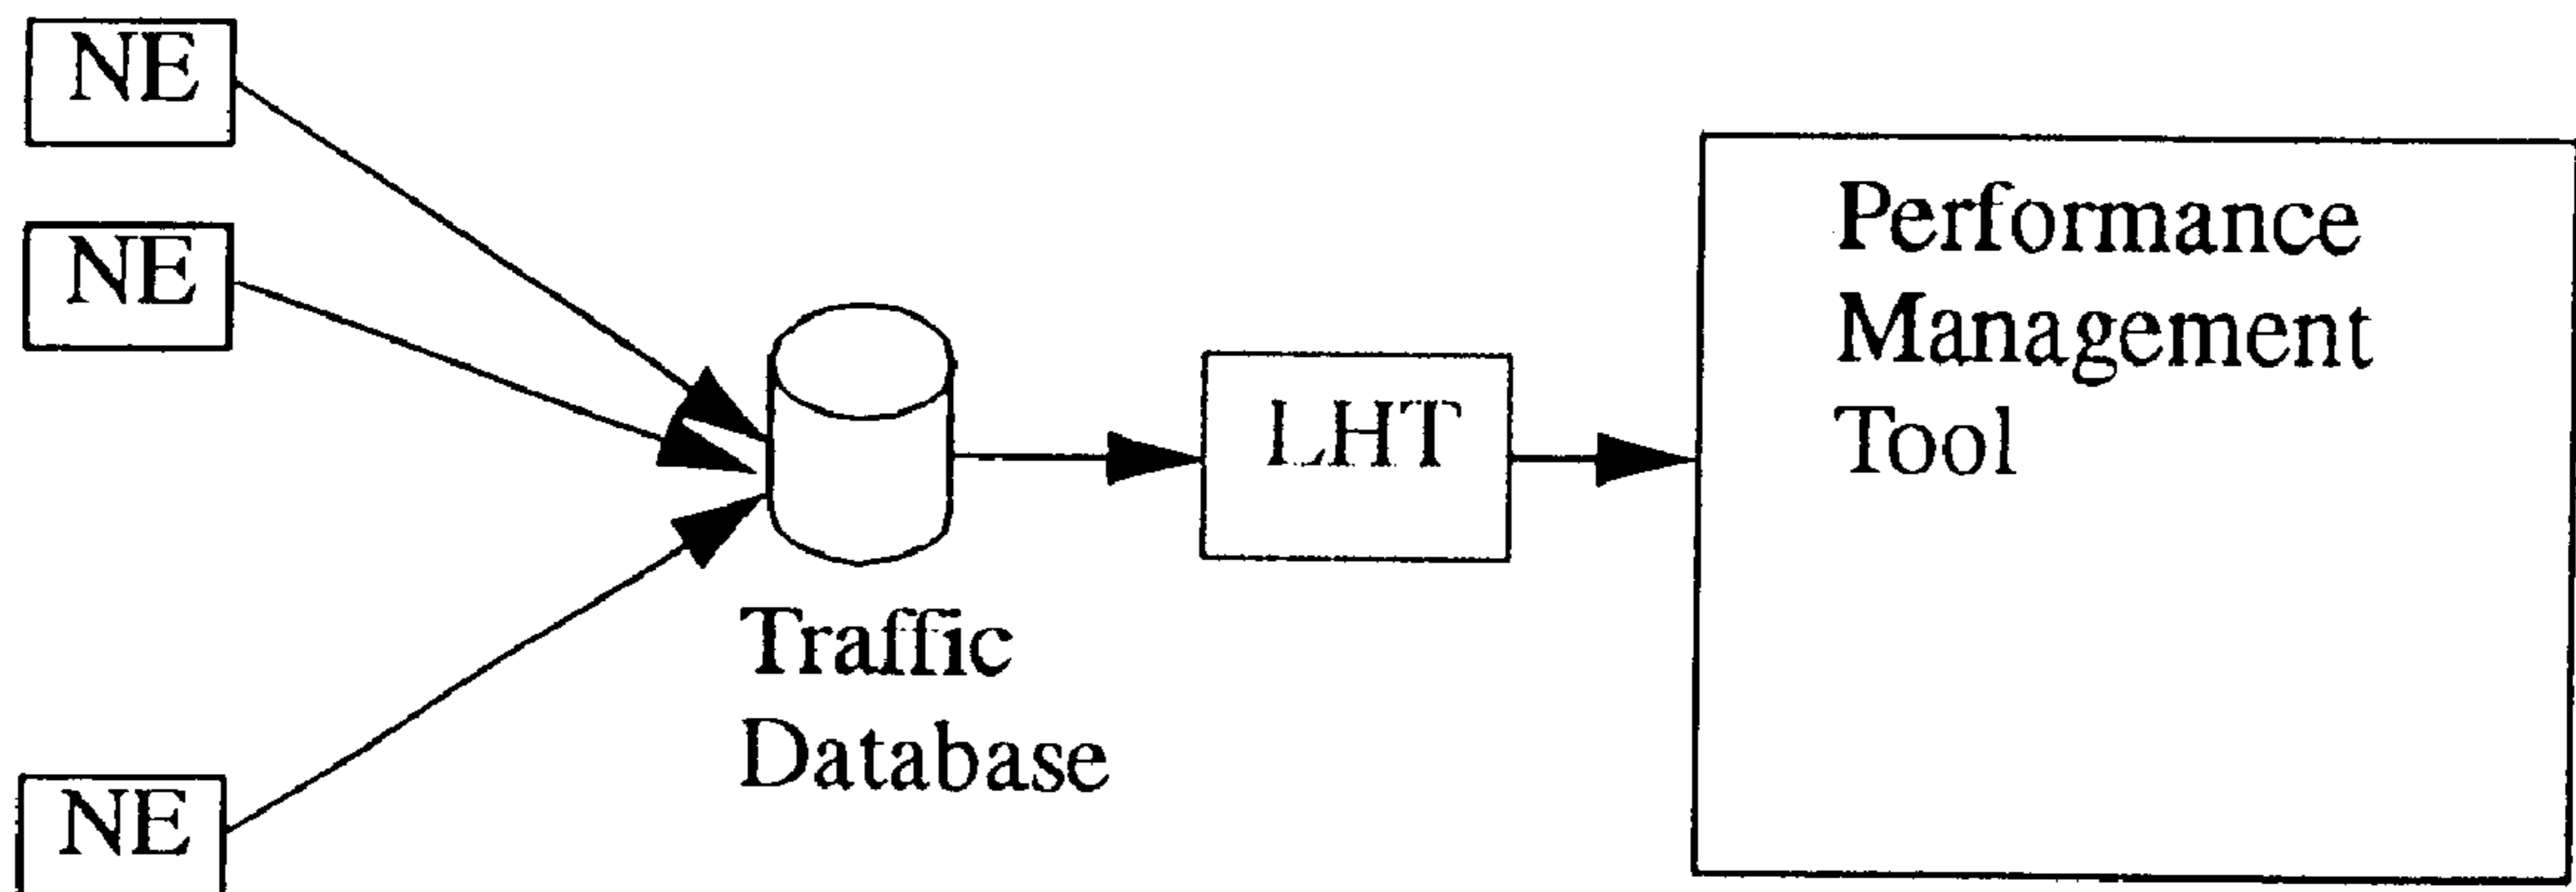 NE
NE
NE
Traffic
Database
LHT
Performance
Management
Tool